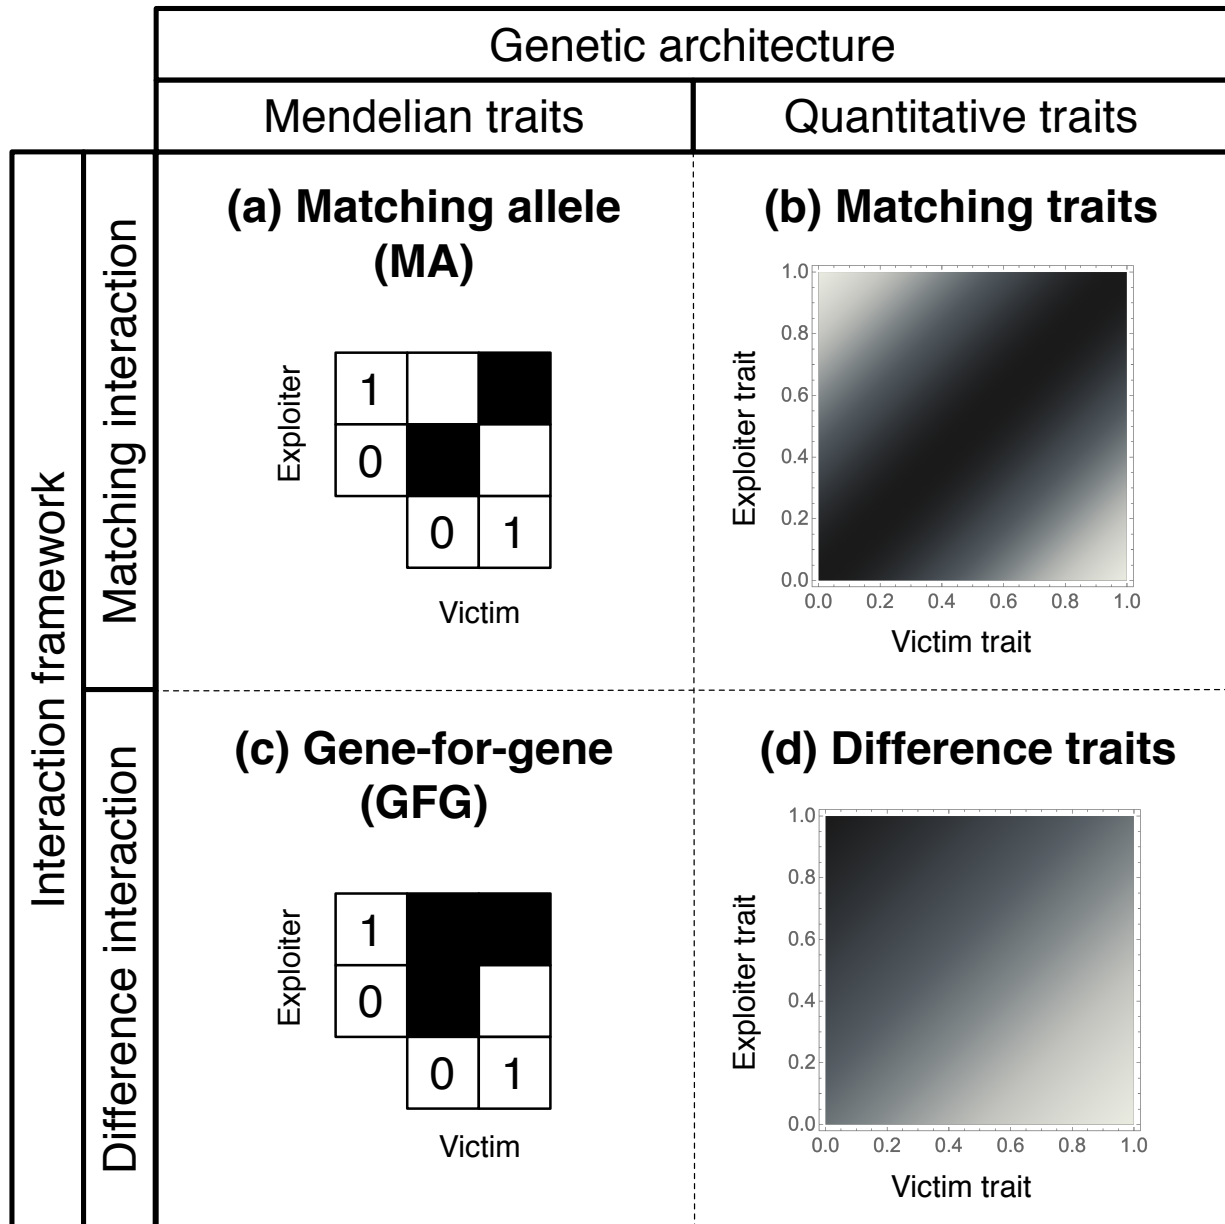 Genetic architecture
Mendelian traits
Quantitative traits
Interaction framework
Matching interaction
(a) Matching allele
(MA)
Exploiter
1
0
0 1
Victim
(b) Matching traits
Exploiter trait
1.0
0.8
0.6
0.4
0.2
0.0
0.0 0.2 0.4 0.6 0.8 1.0
Victim trait
Difference interaction
(c) Gene-for-gene
(GFG)
Exploiter
1
0
0 1
Victim
(d) Difference traits
Exploiter trait
1.0
0.8
0.6
0.4
0.2
0.0
0.0 0.2 0.4 0.6 0.8 1.0
Victim trait